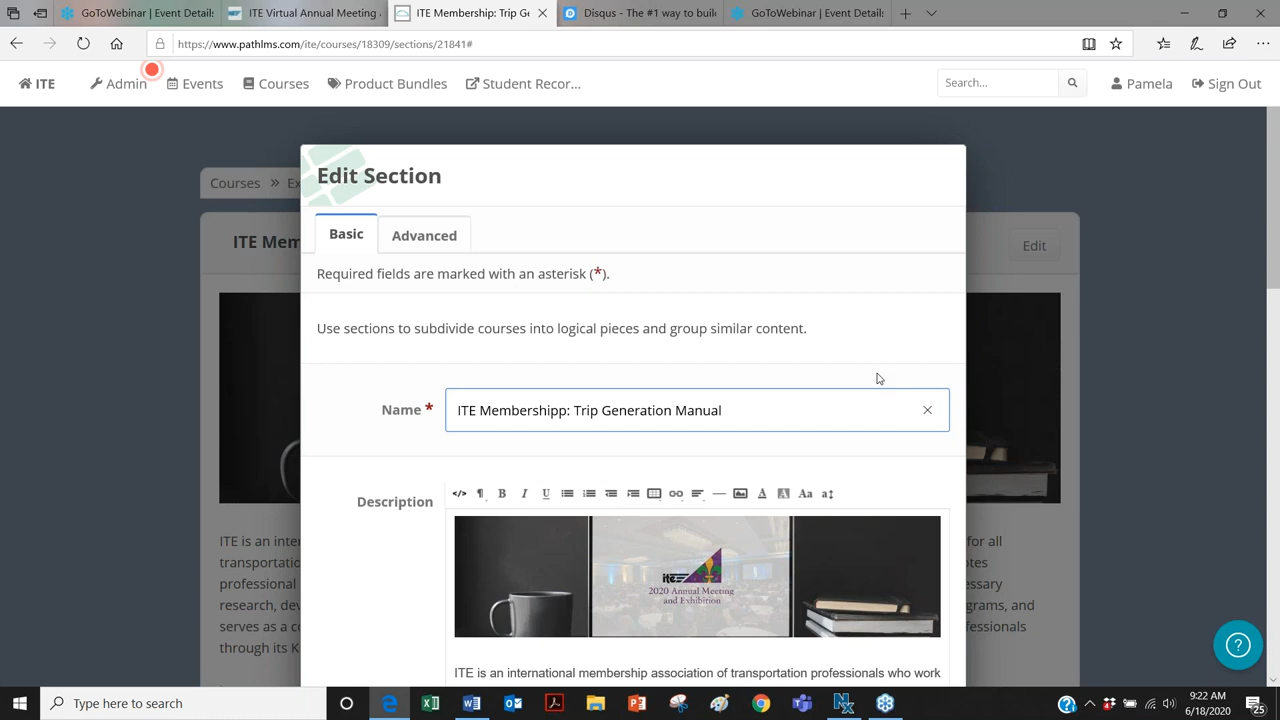 GoToWebinar / Event Detail:
ITE Virtual Annual Meeting
ITE Membership: Trip Ge
Disqus - The #1 way to buil
GoToWebinar / Event Detail:
https://www.pathlms.com/ite/courses/18309/sections/21841#
ITE Admin Events Courses Product Bundles Student Recor... Search... Pamela Sign Out
Courses » Ex
ITE Mem
Edit
Edit Section
Basic Advanced
Required fields are marked with an asterisk (*).
Use sections to subdivide courses into logical pieces and group similar content.
Name * ITE Membershipp: Trip Generation Manual
Description
ite
2020 Annual Meeting
and Exhibition
ITE is an international membership association of transportation professionals who work
ITE is an inter
transportation
professional
research, dev
serves as a co
through its K
for all
notes
essary
grams, and
ofessionals
Type here to search
9:22 AM
6/18/2020
25